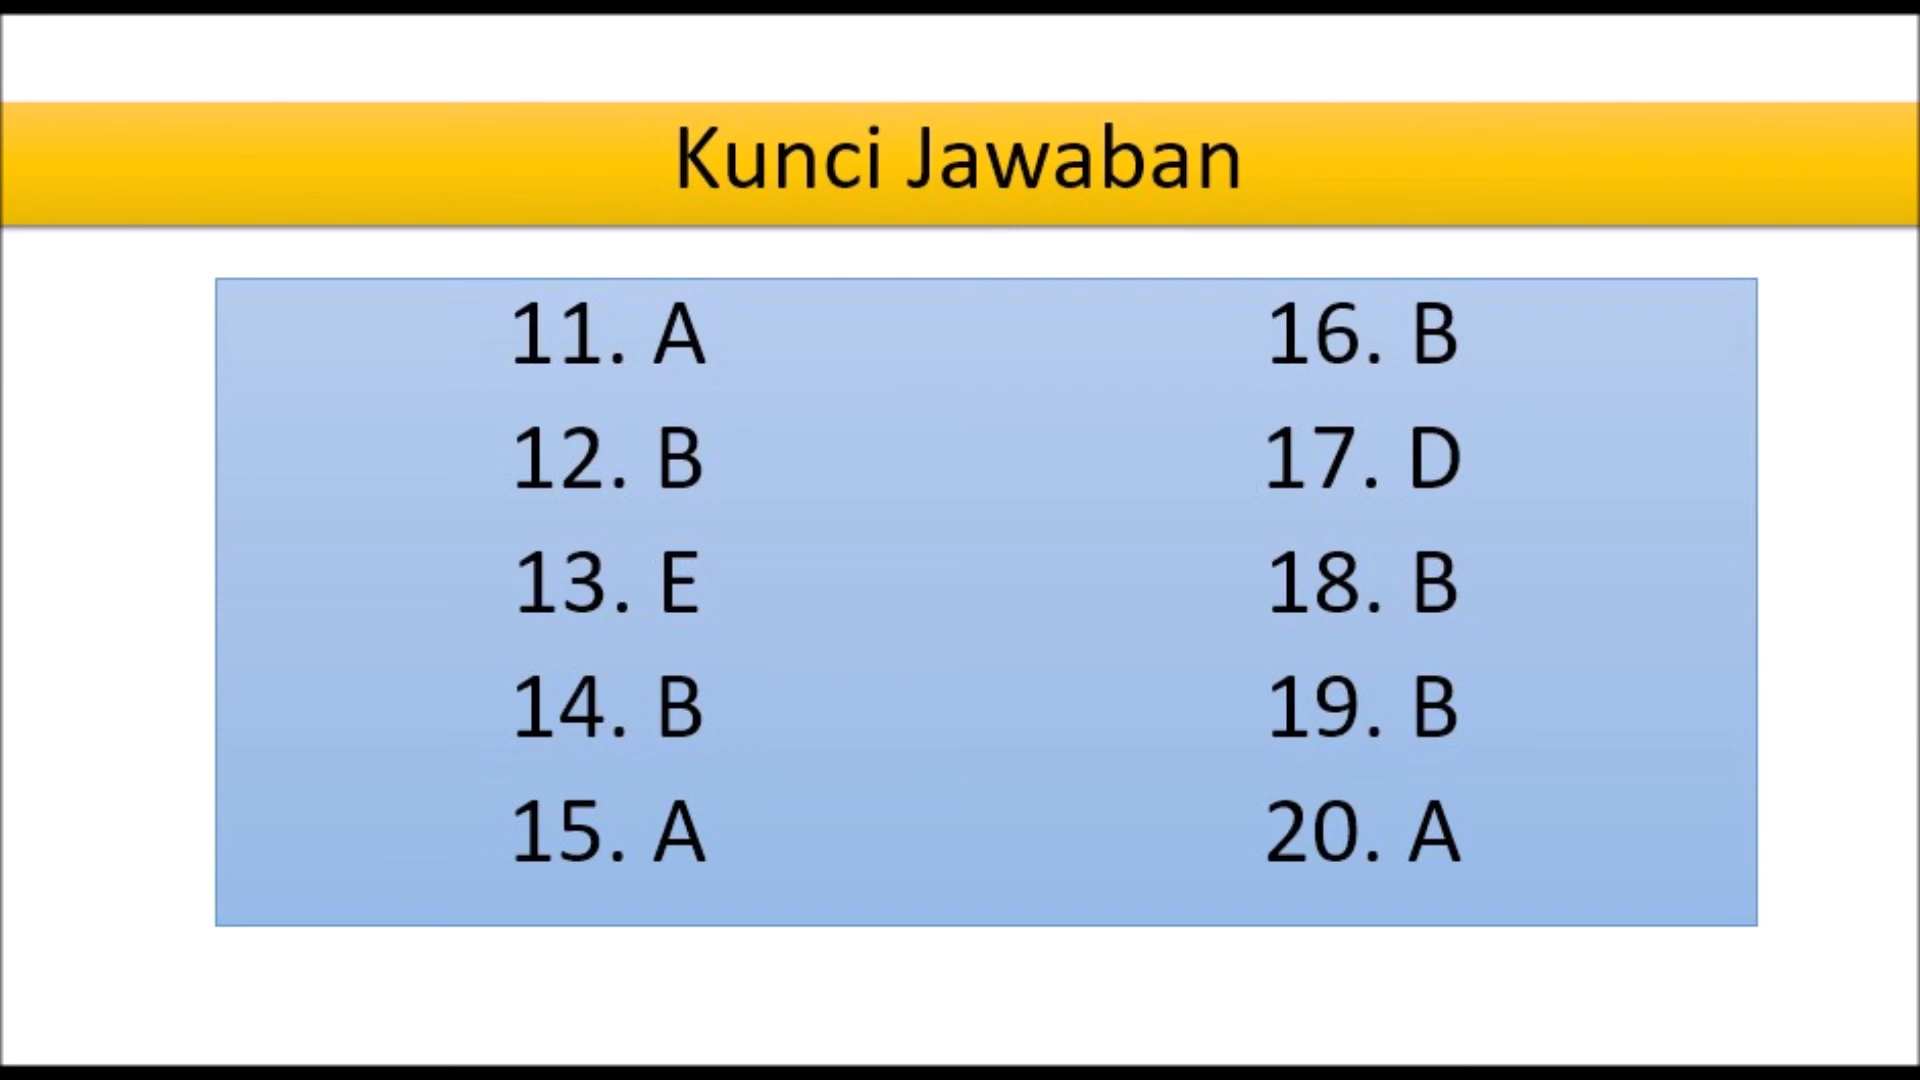 Kunci Jawaban
11. A
12. B
13. E
14. B
15. A
16. B
17. D
18. B
19. B
20. A